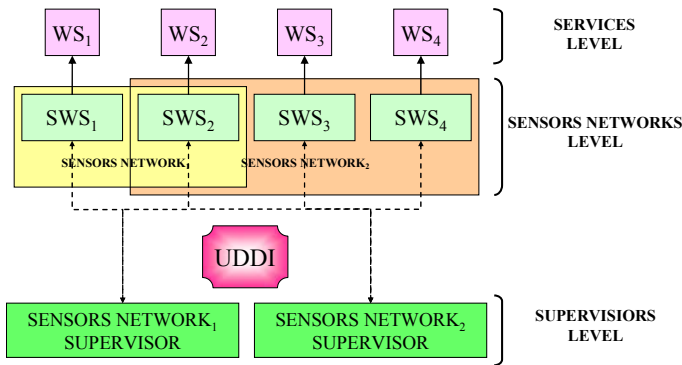 WS₁ WS₂ WS₃ WS₄
SERVICES
LEVEL
SWS₁ SWS₂ SWS₃ SWS₄
SENSORS NETWORKS
LEVEL
SENSORS NETWORK₁ SENSORS NETWORK₂
UDDI
SENSORS NETWORK₁
SUPERVISOR
SENSORS NETWORK₂
SUPERVISOR
SUPERVISIORS
LEVEL